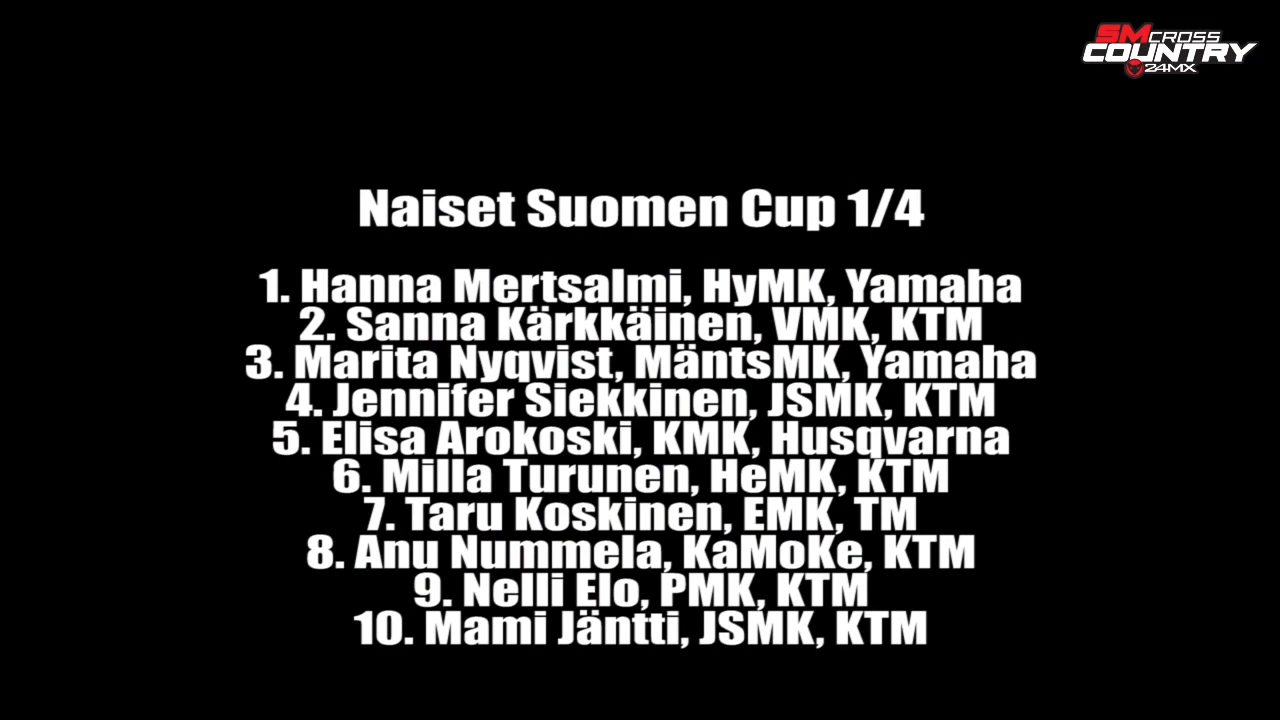 SM CROSS
COUNTRY
24MX
Naiset Suomen Cup 1/4
1. Hanna Mertsalmi, HyMK, Yamaha
2. Sanna Kärkkäinen, VMK, KTM
3. Marita Nyqvist, MäntsMK, Yamaha
4. Jennifer Siekkinen, JSMK, KTM
5. Elisa Arokoski, KMK, Husqvarna
6. Milla Turunen, HeMK, KTM
7. Taru Koskinen, EMK, TM
8. Anu Nummela, KaMoKe, KTM
9. Nelli Elo, PMK, KTM
10. Mami Jäntti, JSMK, KTM